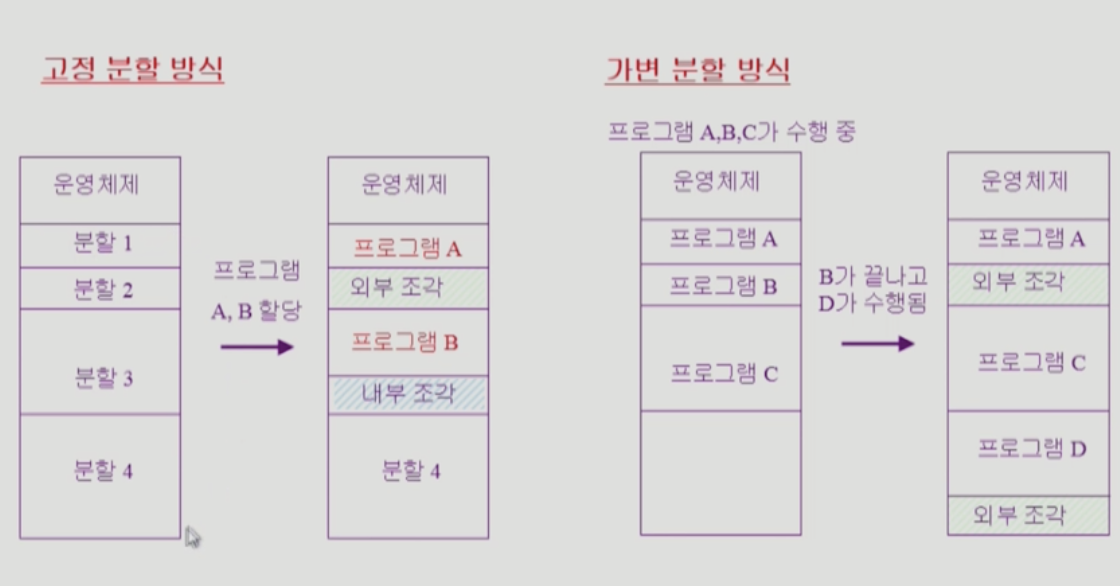 고정 분할 방식
운영체제
분할 1
분할 2
분할 3
분할 4
프로그램
A, B 할당
운영체제
프로그램 A
외부 조각
프로그램 B
내부 조각
분할 4
가변 분할 방식
프로그램 A,B,C가 수행 중
운영체제
프로그램 A
프로그램 B
프로그램 C
B가 끝나고
D가 수행됨
운영체제
프로그램 A
외부 조각
프로그램 C
프로그램 D
외부 조각